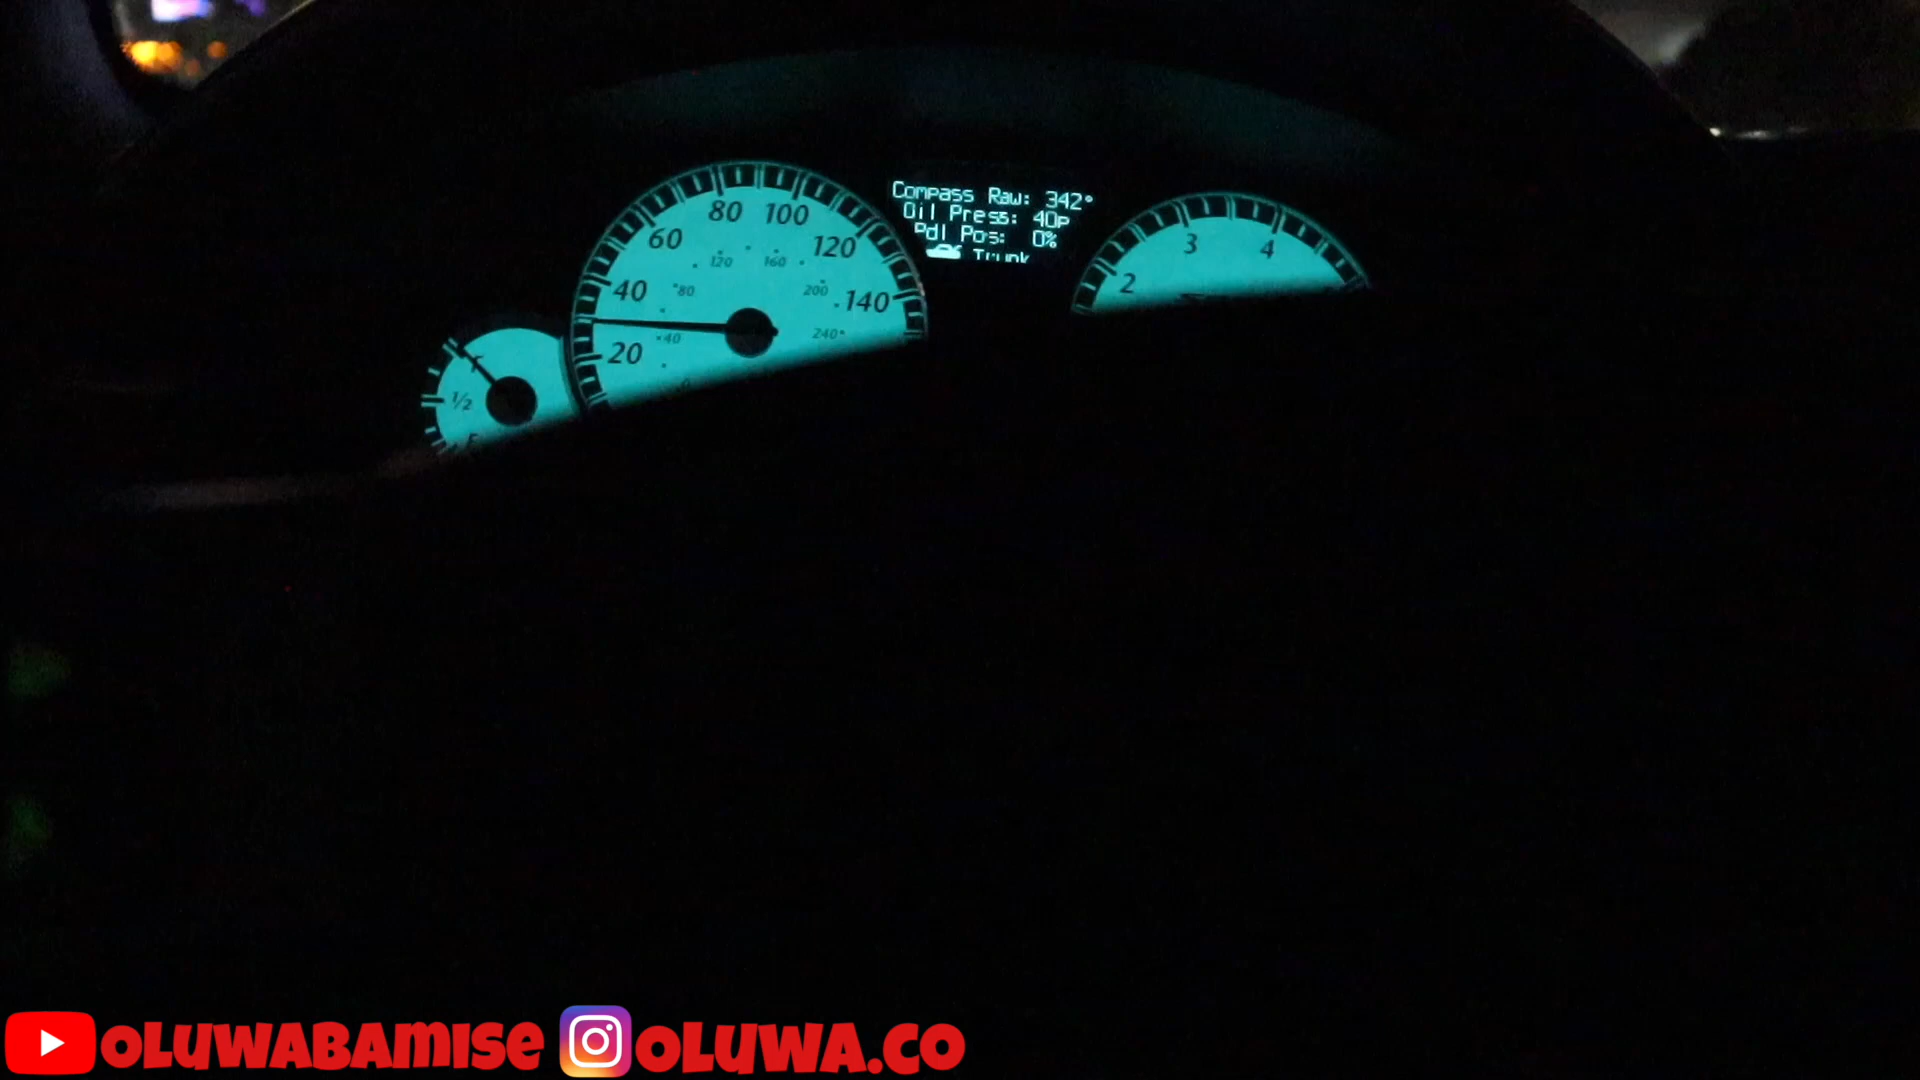 80 100
60 120
120 160
40 80 200 140
40 240
20
1/2
Compass Raw: 342°
Oil Press: 40p
Pdl Pos: 0%
Trunk
2 3 4
OLUWABAMISE OLUWA.CO